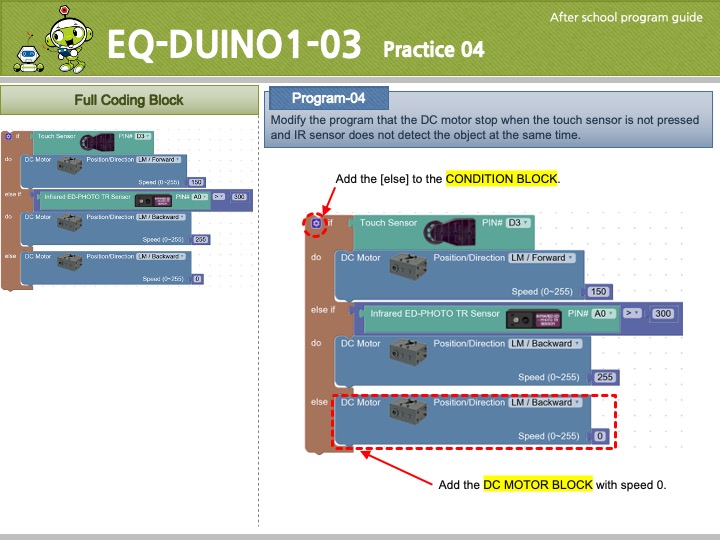 After school program guide
EQ-DUINO1-03 Practice 04
Full Coding Block
if Touch Sensor PIN# D3
do DC Motor Position/Direction LM / Forward
Speed (0~255) 150
else if Infrared ED-PHOTO TR Sensor PIN# A0 > 300
do DC Motor Position/Direction LM / Backward
Speed (0~255) 255
else DC Motor Position/Direction LM / Backward
Speed (0~255) 0
Program-04
Modify the program that the DC motor stop when the touch sensor is not pressed
and IR sensor does not detect the object at the same time.
Add the [else] to the CONDITION BLOCK.
if Touch Sensor PIN# D3
do DC Motor Position/Direction LM / Forward
Speed (0~255) 150
else if Infrared ED-PHOTO TR Sensor PIN# A0 > 300
do DC Motor Position/Direction LM / Backward
Speed (0~255) 255
else DC Motor Position/Direction LM / Backward
Speed (0~255) 0
Add the DC MOTOR BLOCK with speed 0.